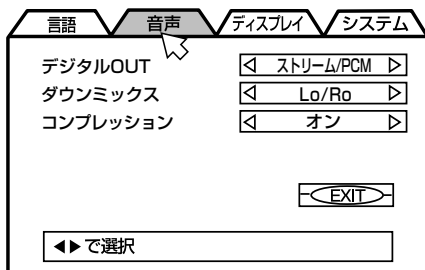 言語 音声 ディスプレイ システム
デジタルOUT ストリーム/PCM
ダウンミックス Lo/Ro
コンプレッション オン
EXIT
◀▶で選択